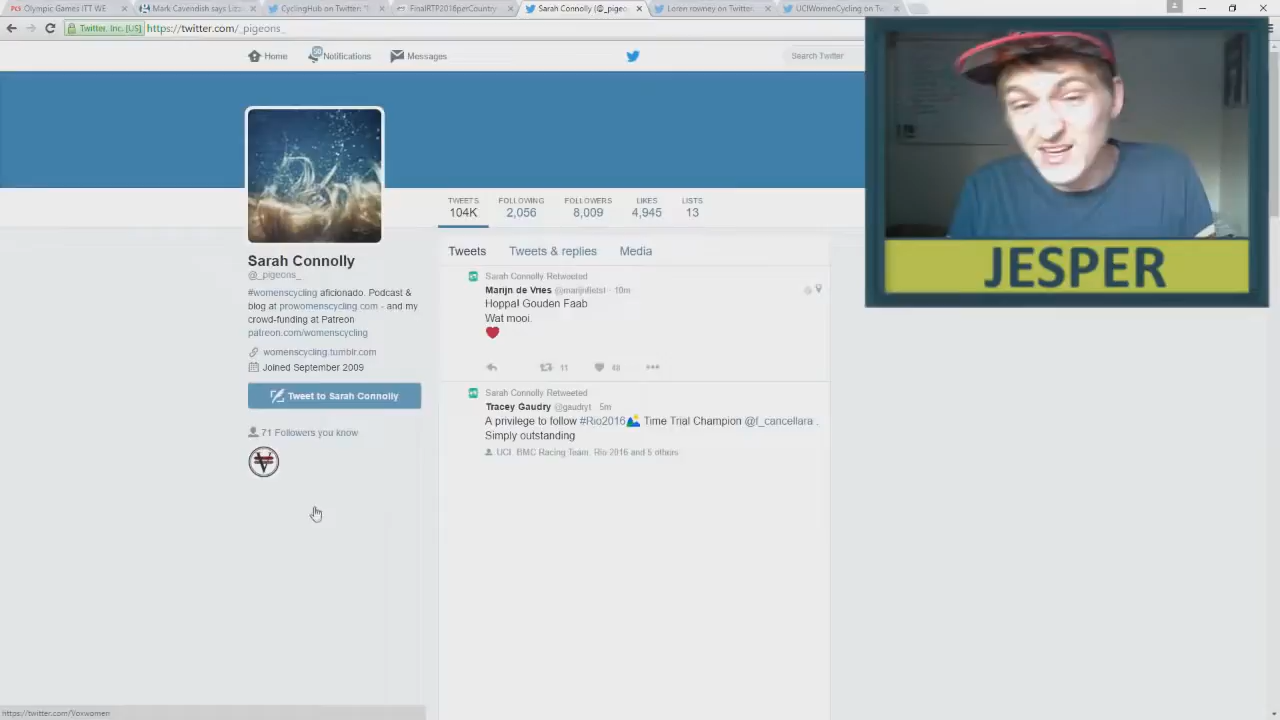 Olympic Games ITT WE
Mark Cavendish says Lizz
CyclingHub on Twitter: "I
FinalRTP2016perCountry
Sarah Connolly (@_pigeo
Loren rowney on Twitter:
UCIWomenCycling on Tw
Twitter, Inc. [US]
https://twitter.com/_pigeons_
Home
Notifications
Messages
Search Twitter
TWEETS
104K
FOLLOWING
2,056
FOLLOWERS
8,009
LIKES
4,945
LISTS
13
JESPER
Sarah Connolly
@_pigeons_
#womenscycling aficionado. Podcast &
blog at prowomenscycling.com - and my
crowd-funding at Patreon
patreon.com/womenscycling
womenscycling.tumblr.com
Joined September 2009
Tweet to Sarah Connolly
71 Followers you know
Tweets
Tweets & replies
Media
Sarah Connolly Retweeted
Marijn de Vries @marijnfietst · 10m
Hoppa! Gouden Faab
Wat mooi.
11
48
Sarah Connolly Retweeted
Tracey Gaudry @gaudryt · 5m
A privilege to follow #Rio2016 Time Trial Champion @f_cancellara .
Simply outstanding
UCI, BMC Racing Team, Rio 2016 and 5 others
https://twitter.com/Voxwomen